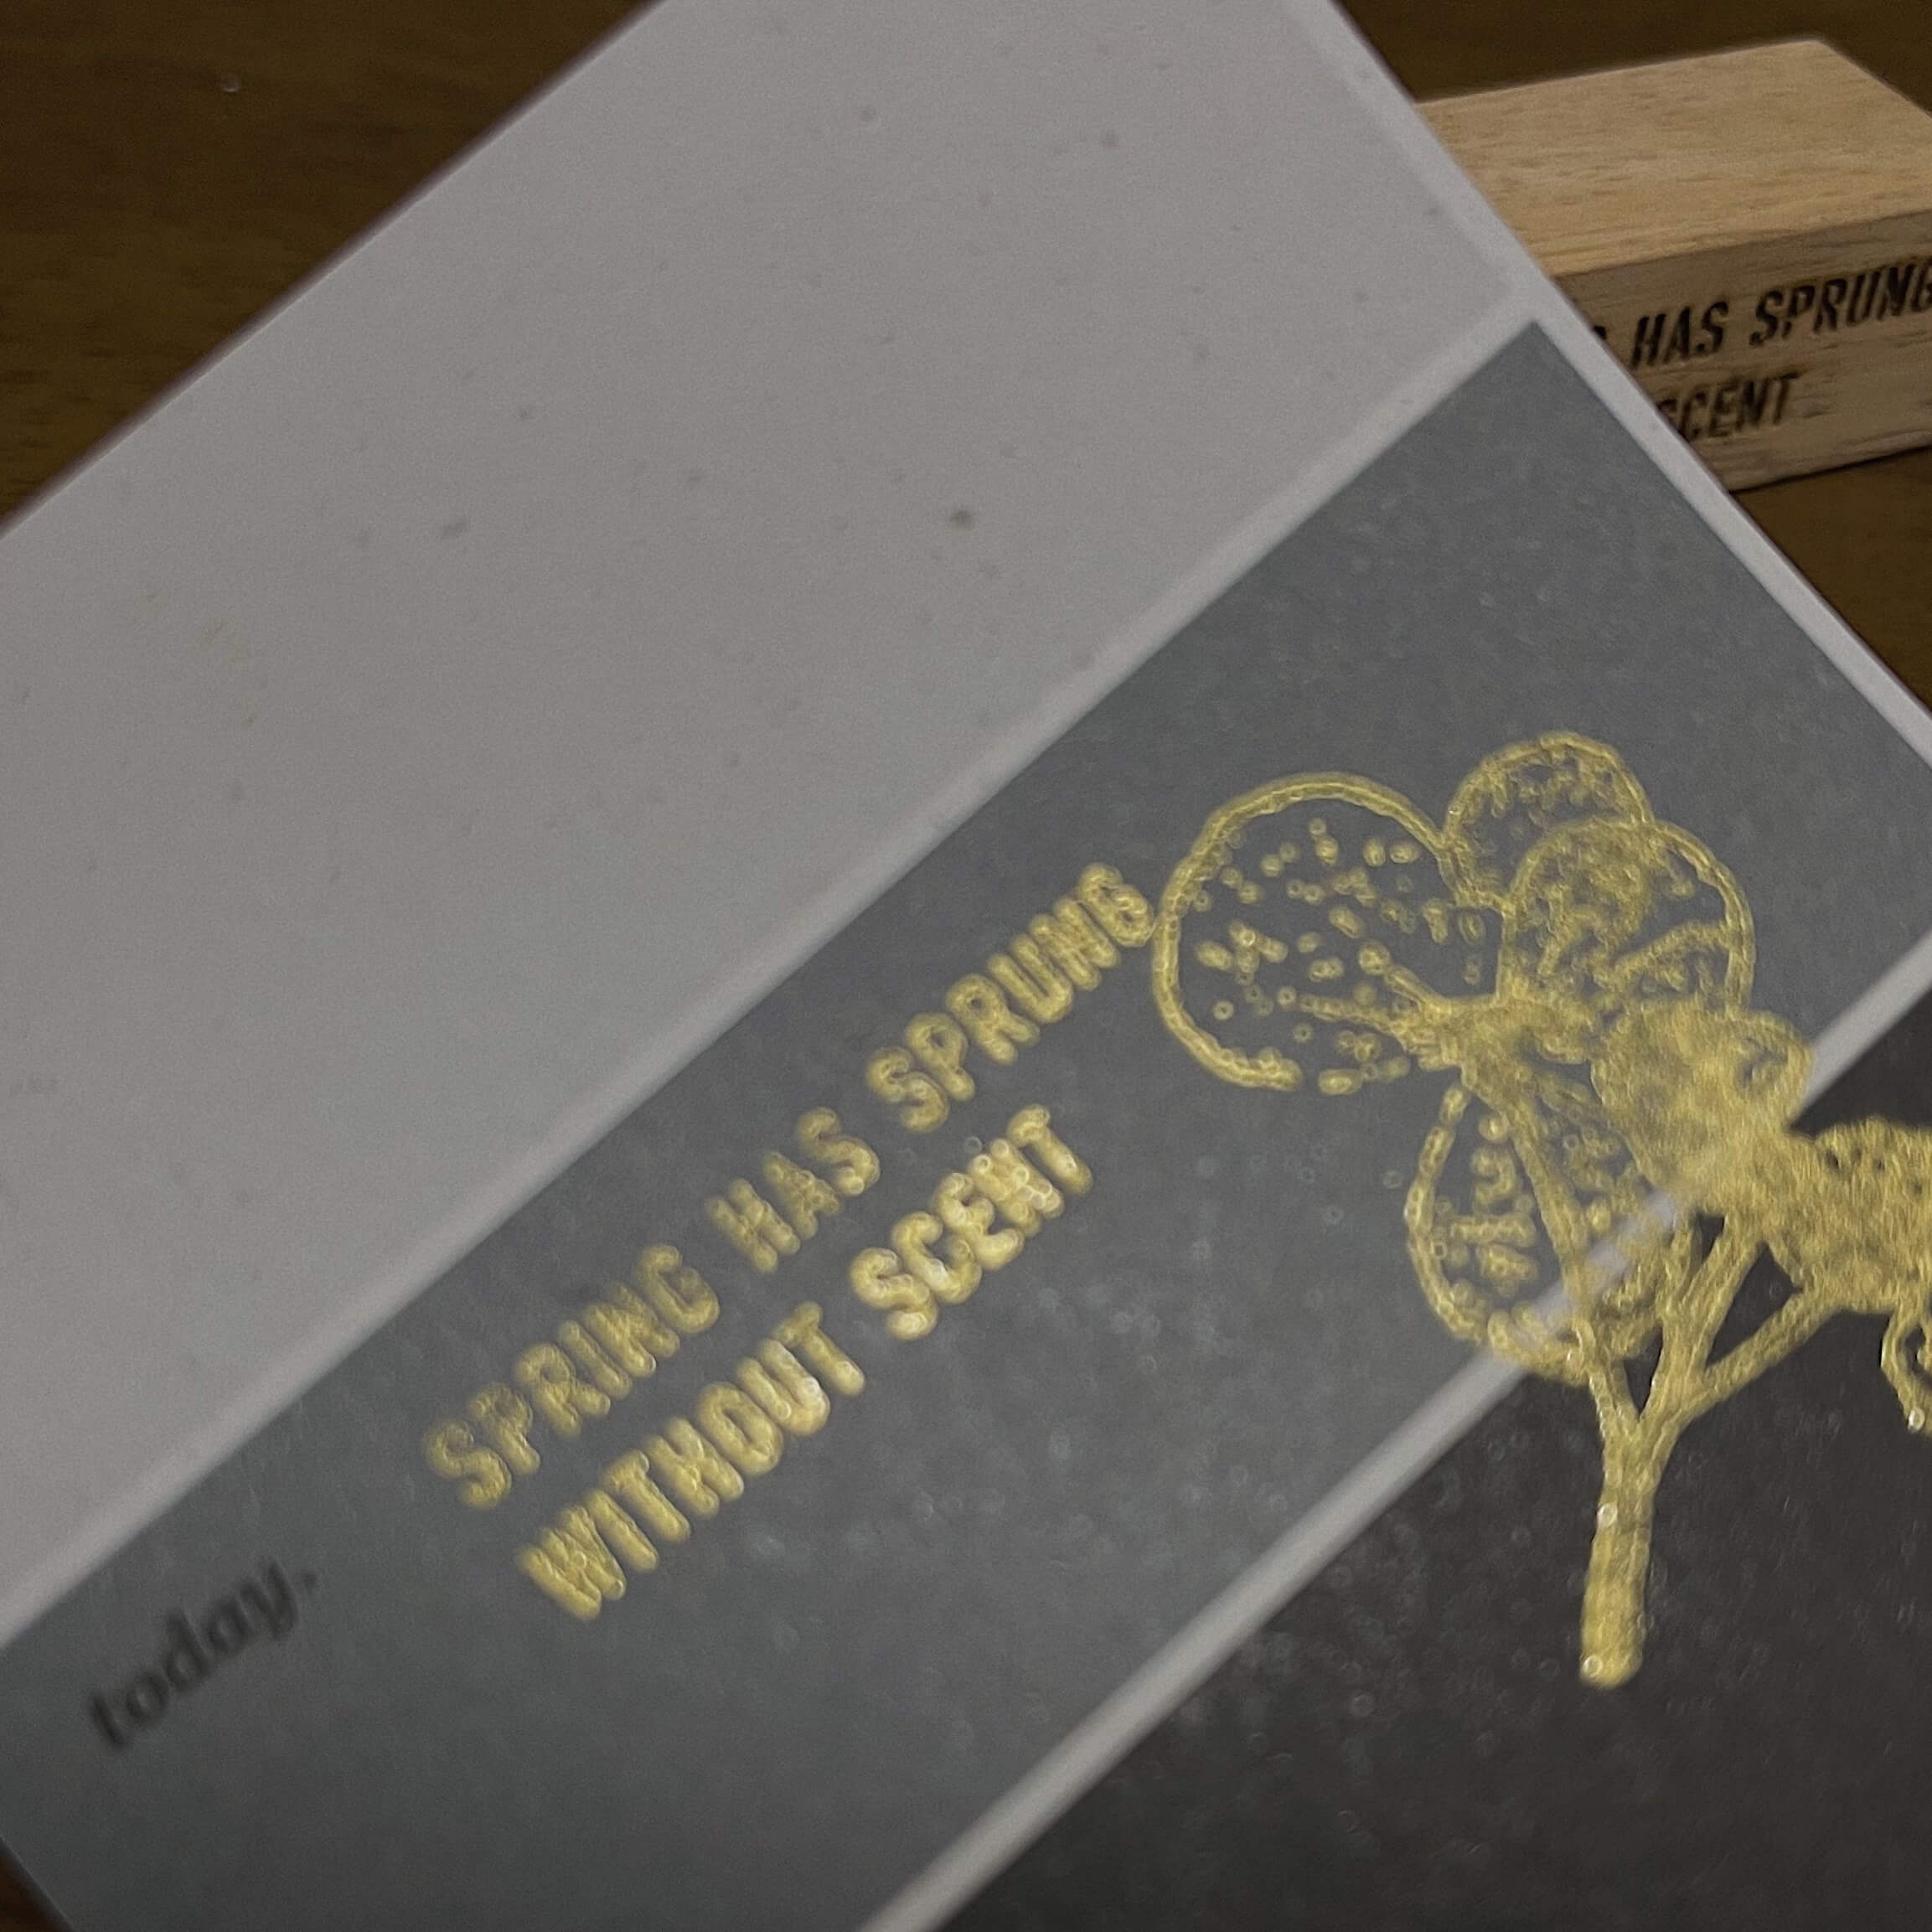 SPRING HAS SPRUNG
WITHOUT SCENT
today.
HAS SPRUNG
SCENT